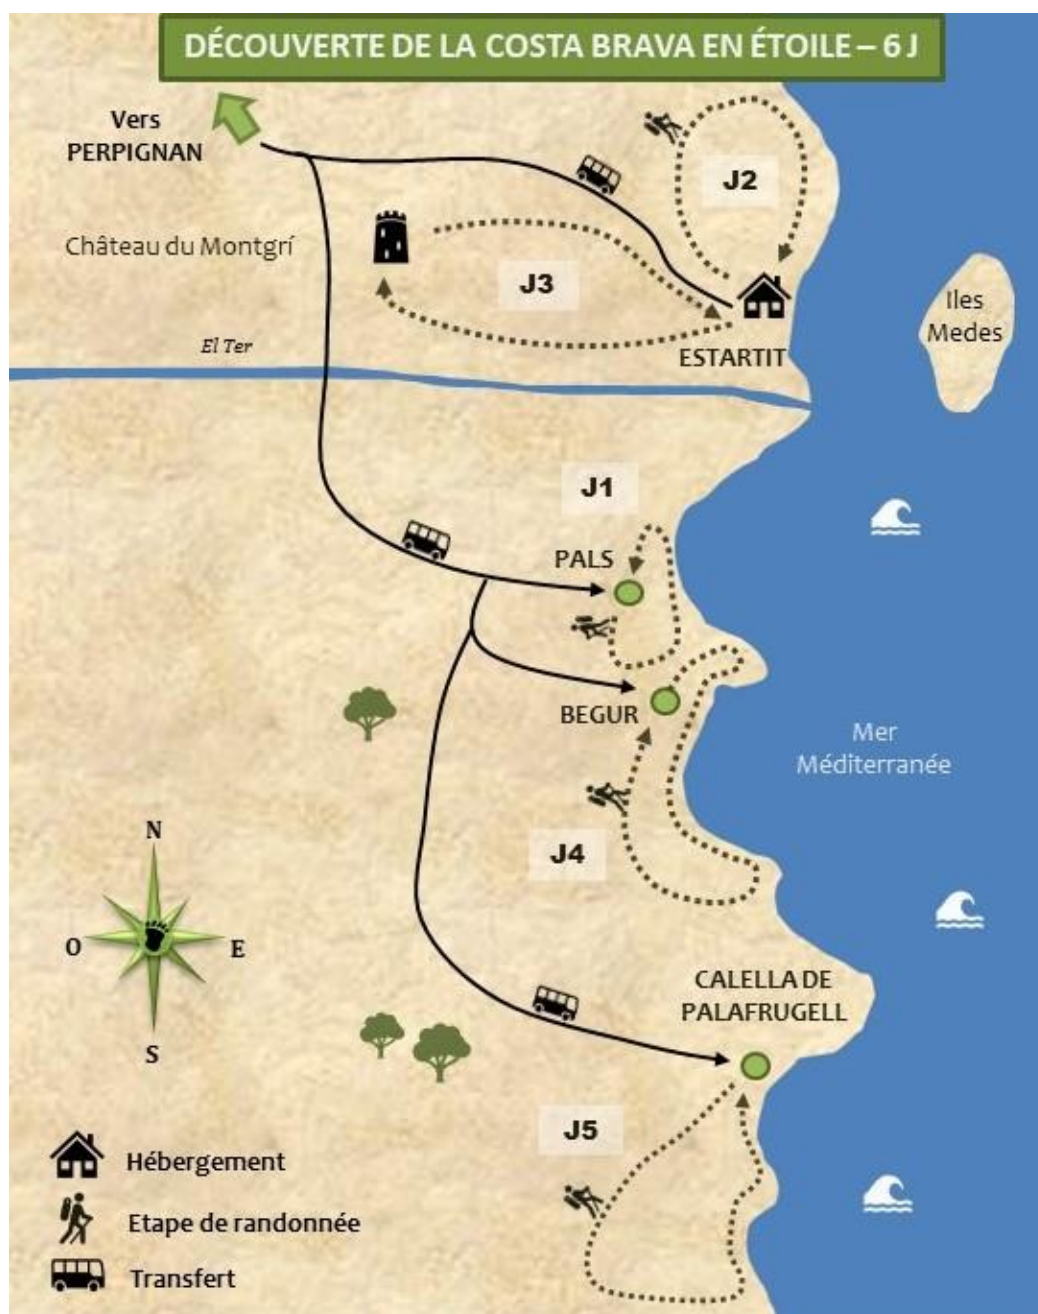 DÉCOUVERTE DE LA COSTA BRAVA EN ÉTOILE – 6 J
Vers
PERPIGNAN
J2
Château du Montgrí
J3
Iles
Medes
El Ter
ESTARTIT
J1
PALS
BEGUR
Mer
Méditerranée
J4
N
O
E
S
CALELLA DE
PALAFRUGELL
J5
Hébergement
Etape de randonnée
Transfert